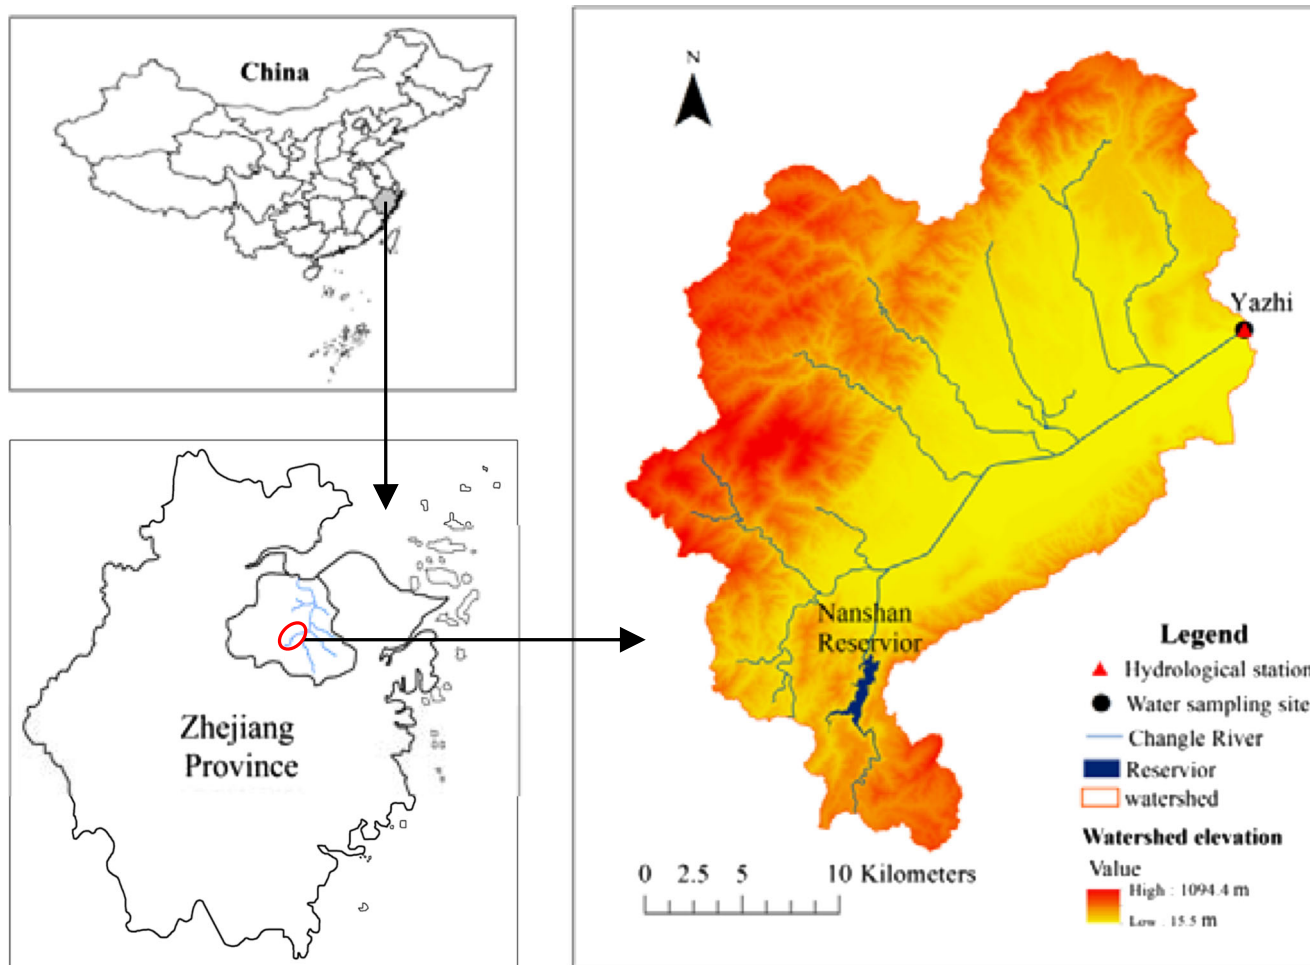 China
Zhejiang
Province
N
Yazhi
Nanshan
Reservior
Legend
Hydrological station
Water sampling site
Changle River
Reservior
watershed
Watershed elevation
Value
High : 1094.4 m
Low : 15.5 m
0 2.5 5 10 Kilometers